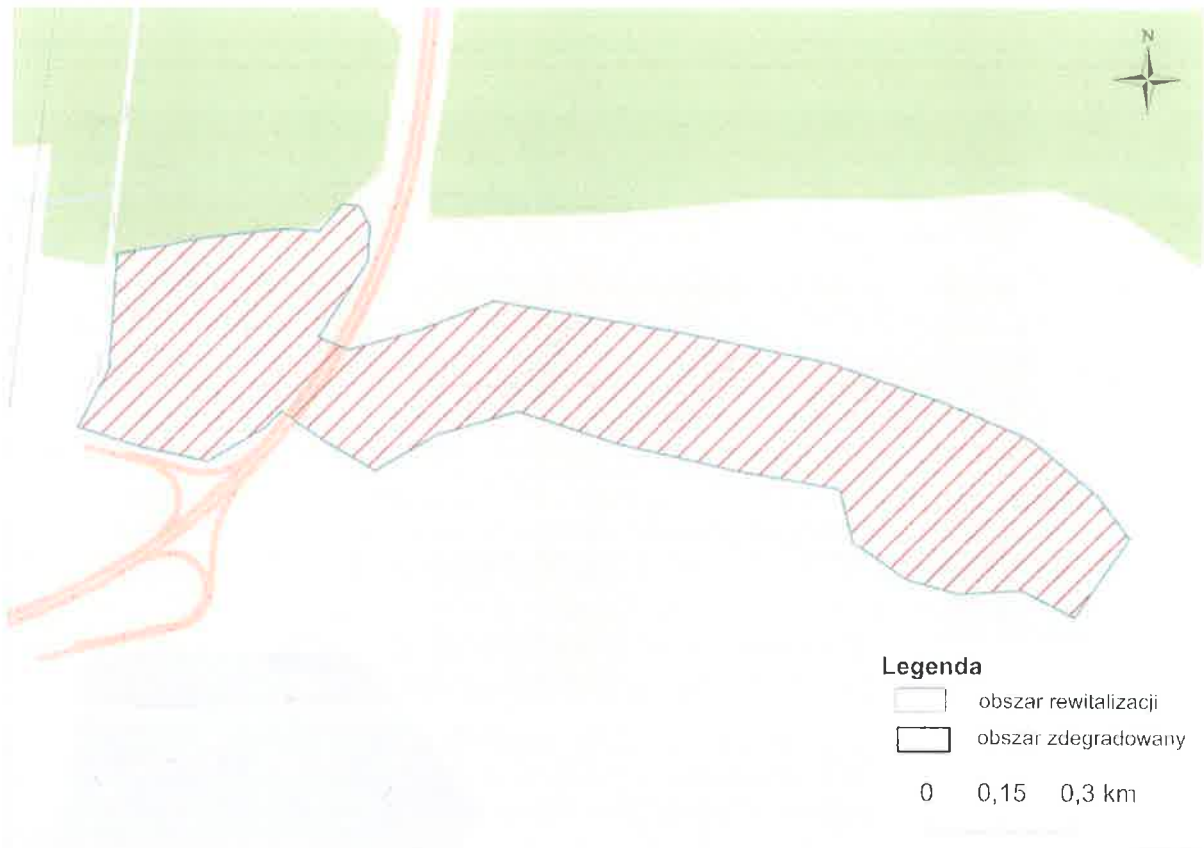 N
Legenda
obszar rewitalizacji
obszar zdegradowany
0 0,15 0,3 km